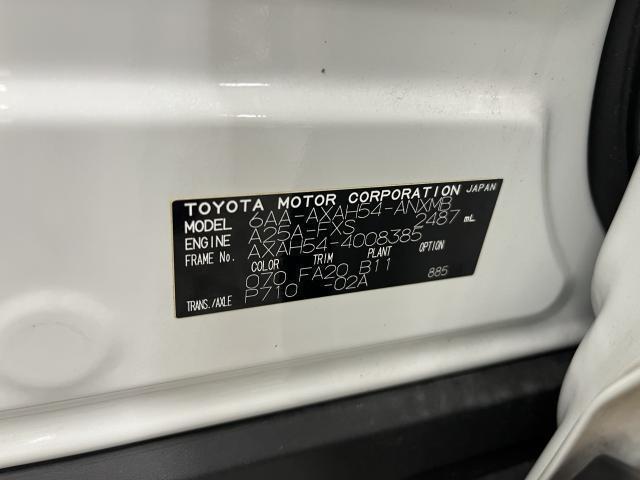 TOYOTA MOTOR CORPORATION JAPAN
MODEL 6AA-AXAH54-ANXMB
ENGINE A25A-FXS 2487 mL
FRAME No. AXAH54-4008385
COLOR TRIM PLANT OPTION
070 FA20 B11 885
TRANS./AXLE P710 -02A